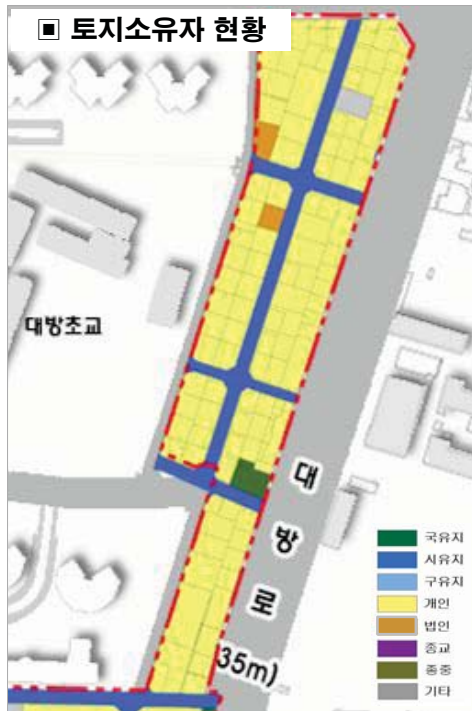 ▣ 토지소유자 현황
대방초교
대
방
로
35m)
국유지
시유지
구유지
개인
법인
종교
종중
기타